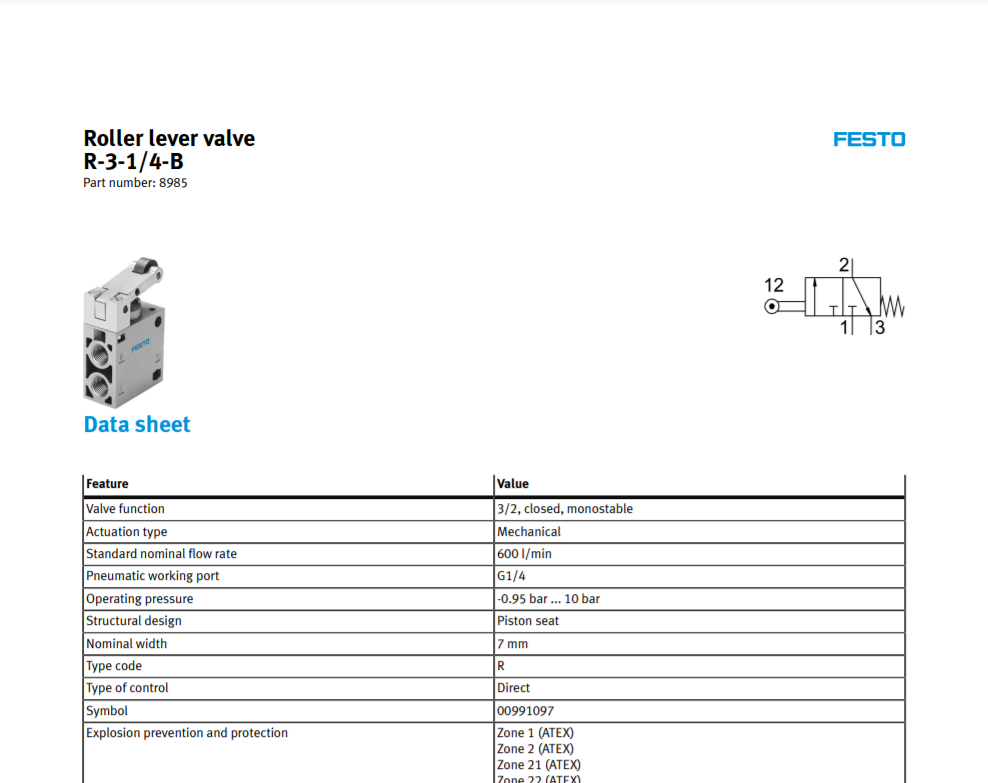 Roller lever valve
R-3-1/4-B
Part number: 8985
FESTO
FESTO
12
2
1 3
Data sheet
Feature Value
Valve function 3/2, closed, monostable
Actuation type Mechanical
Standard nominal flow rate 600 l/min
Pneumatic working port G1/4
Operating pressure -0.95 bar ... 10 bar
Structural design Piston seat
Nominal width 7 mm
Type code R
Type of control Direct
Symbol 00991097
Explosion prevention and protection Zone 1 (ATEX)
Zone 2 (ATEX)
Zone 21 (ATEX)
Zone 22 (ATEX)